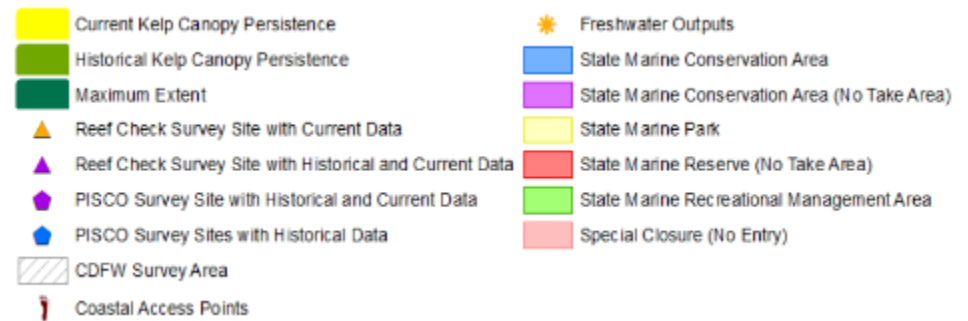 Current Kelp Canopy Persistence
Historical Kelp Canopy Persistence
Maximum Extent
Reef Check Survey Site with Current Data
Reef Check Survey Site with Historical and Current Data
PISCO Survey Site with Historical and Current Data
PISCO Survey Sites with Historical Data
CDFW Survey Area
Coastal Access Points
Freshwater Outputs
State Marine Conservation Area
State Marine Conservation Area (No Take Area)
State Marine Park
State Marine Reserve (No Take Area)
State Marine Recreational Management Area
Special Closure (No Entry)